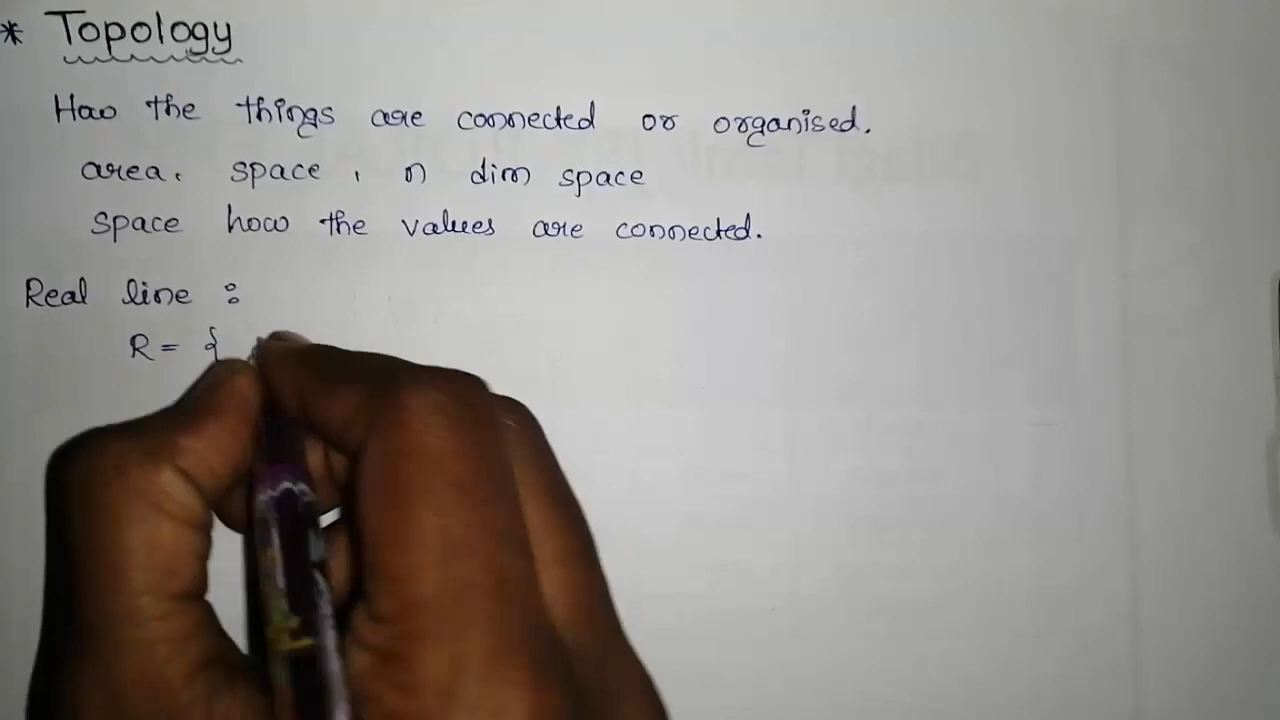 * Topology
How the things are connected or organised.
area, space, n dim space
space how the values are connected.
Real line :
R = {